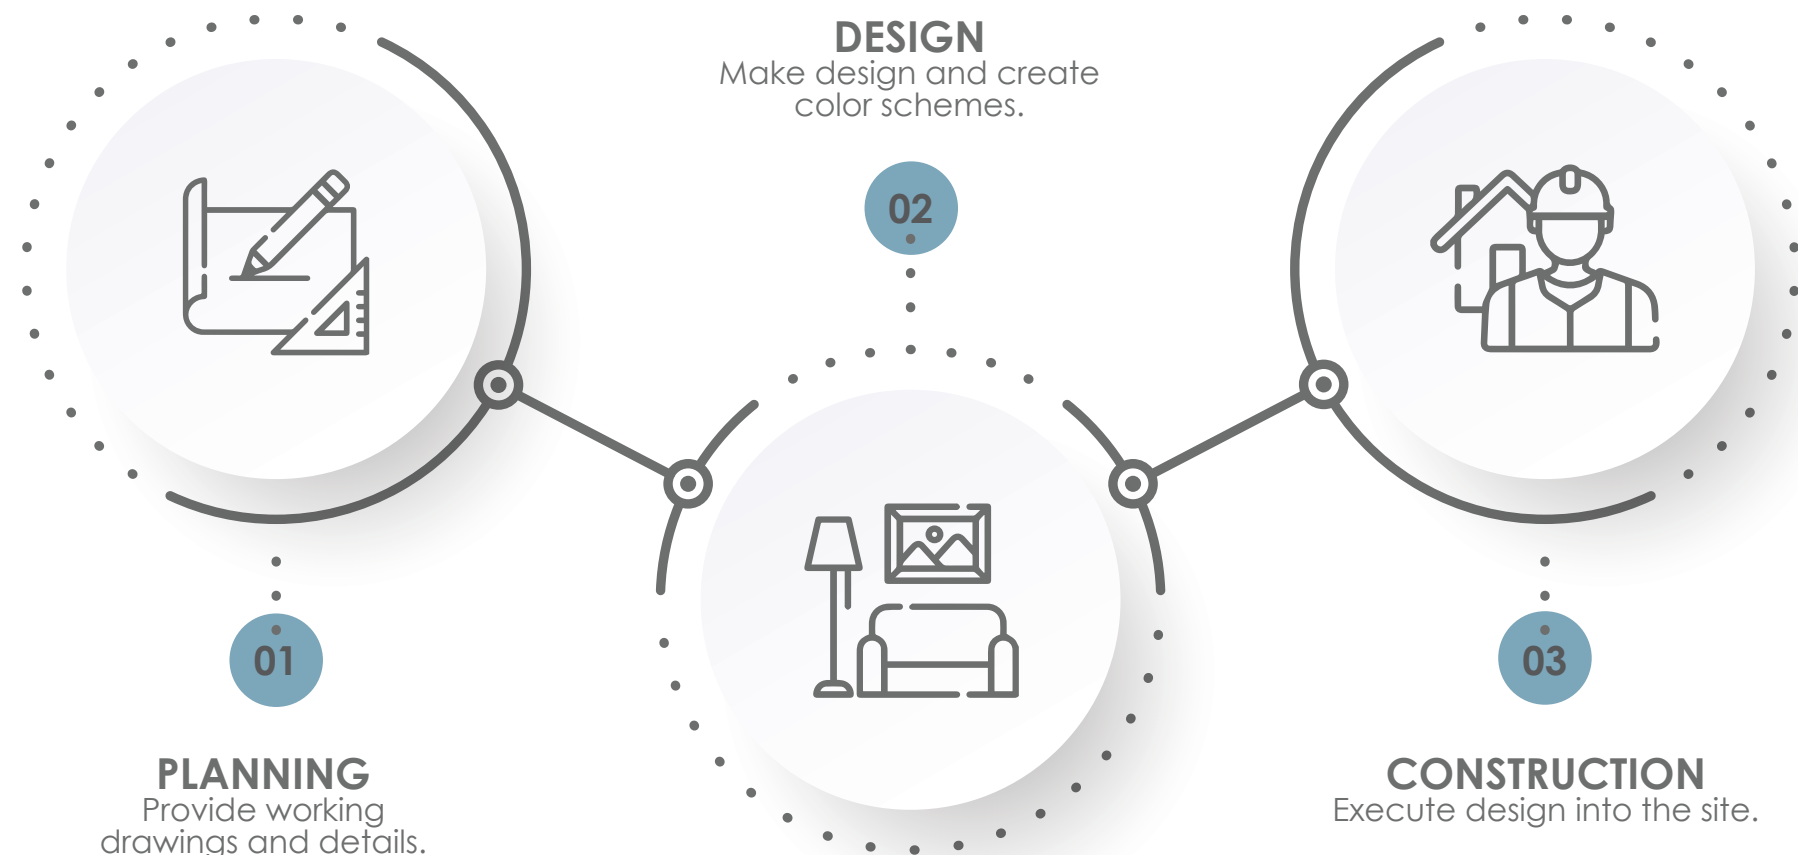 01
PLANNING
Provide working
drawings and details.
DESIGN
Make design and create
color schemes.
02
03
CONSTRUCTION
Execute design into the site.